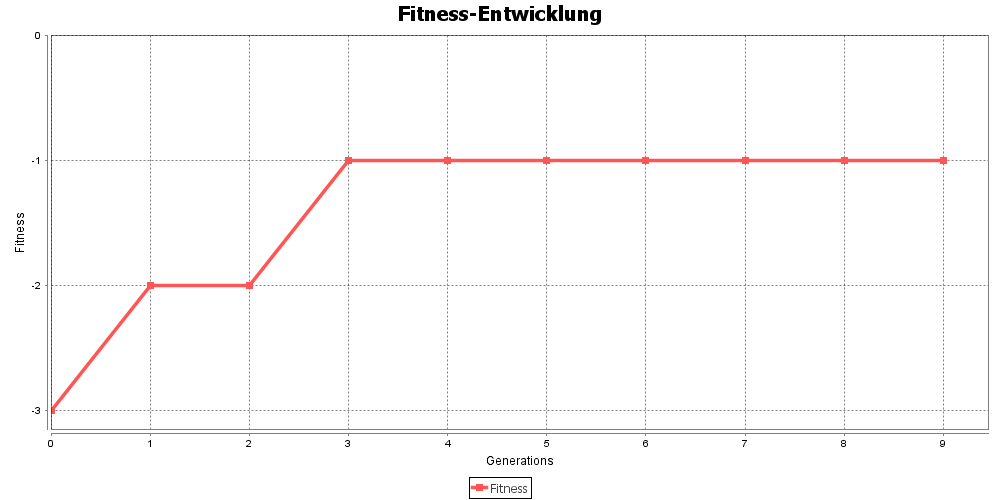 Fitness-Entwicklung
0
-1
-2
-3
Fitness
0 1 2 3 4 5 6 7 8 9
Generations
Fitness